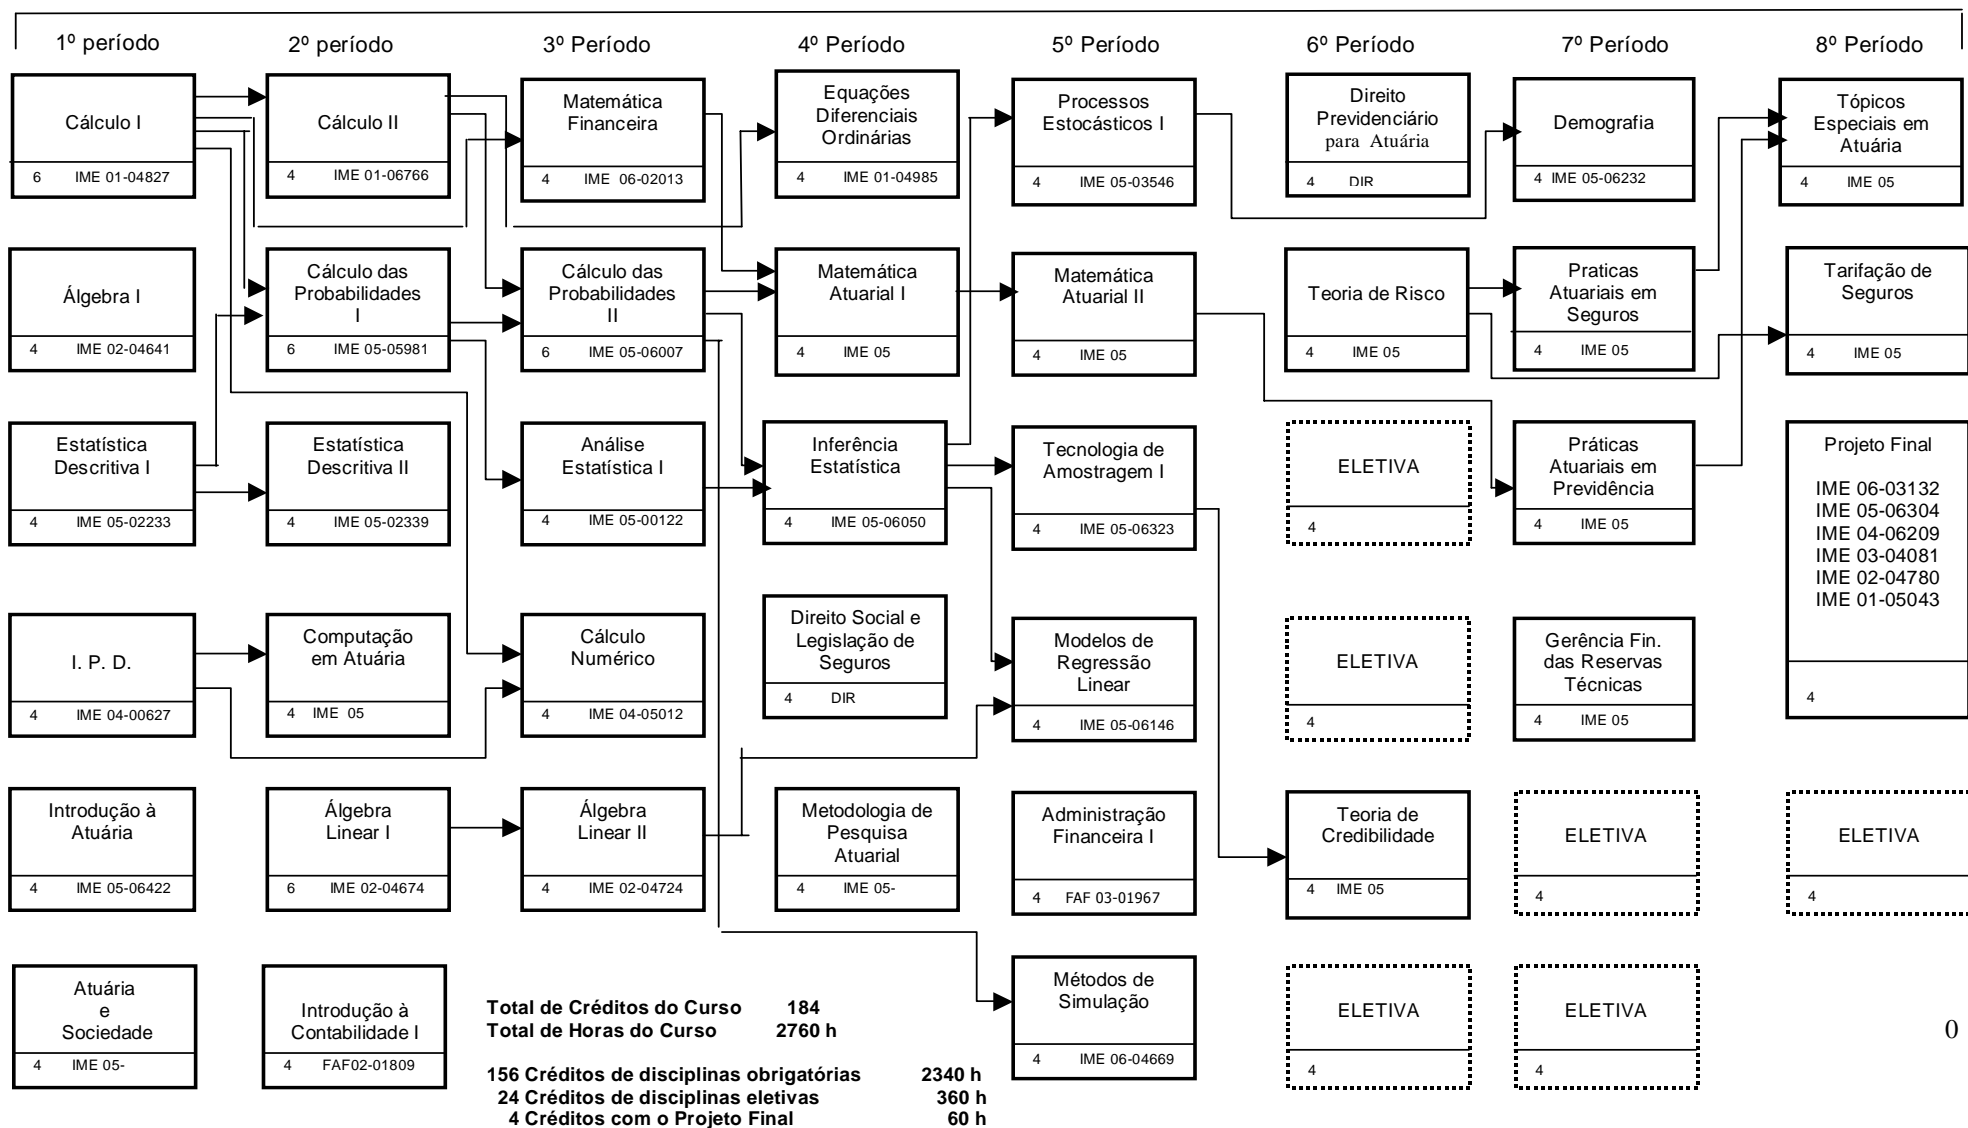 1º período
2º período
3º Período
4º Período
5º Período
6º Período
7º Período
8º Período
Cálculo I
6 IME 01-04827
Cálculo II
4 IME 01-06766
Matemática
Financeira
4 IME 06-02013
Equações
Diferenciais
Ordinárias
4 IME 01-04985
Processos
Estocásticos I
4 IME 05-03546
Direito
Previdenciário
para Atuária
4 DIR
Demografia
4 IME 05-06232
Tópicos
Especiais em
Atuária
4 IME 05
Álgebra I
4 IME 02-04641
Cálculo das
Probabilidades
I
6 IME 05-05981
Cálculo das
Probabilidades
II
6 IME 05-06007
Matemática
Atuarial I
4 IME 05
Matemática
Atuarial II
4 IME 05
Teoria de Risco
4 IME 05
Praticas
Atuariais em
Seguros
4 IME 05
Tarifação de
Seguros
4 IME 05
Estatística
Descritiva I
4 IME 05-02233
Estatística
Descritiva II
4 IME 05-02339
Análise
Estatística I
4 IME 05-00122
Inferência
Estatística
4 IME 05-06050
Tecnologia de
Amostragem I
4 IME 05-06323
ELETIVA
4
Práticas
Atuariais em
Previdência
4 IME 05
Projeto Final
IME 06-03132
IME 05-06304
IME 04-06209
IME 03-04081
IME 02-04780
IME 01-05043
4
I. P. D.
4 IME 04-00627
Computação
em Atuária
4 IME 05
Cálculo
Numérico
4 IME 04-05012
Direito Social e
Legislação de
Seguros
4 DIR
Modelos de
Regressão
Linear
4 IME 05-06146
ELETIVA
4
Gerência Fin.
das Reservas
Técnicas
4 IME 05
Introdução à
Atuária
4 IME 05-06422
Álgebra
Linear I
6 IME 02-04674
Álgebra
Linear II
4 IME 02-04724
Metodologia de
Pesquisa
Atuarial
4 IME 05-
Administração
Financeira I
4 FAF 03-01967
Teoria de
Credibilidade
4 IME 05
ELETIVA
4
ELETIVA
4
Atuária
e
Sociedade
4 IME 05-
Introdução à
Contabilidade I
4 FAF02-01809
Métodos de
Simulação
4 IME 06-04669
ELETIVA
4
ELETIVA
4
0
Total de Créditos do Curso 184
Total de Horas do Curso 2760 h
156 Créditos de disciplinas obrigatórias 2340 h
24 Créditos de disciplinas eletivas 360 h
4 Créditos com o Projeto Final 60 h